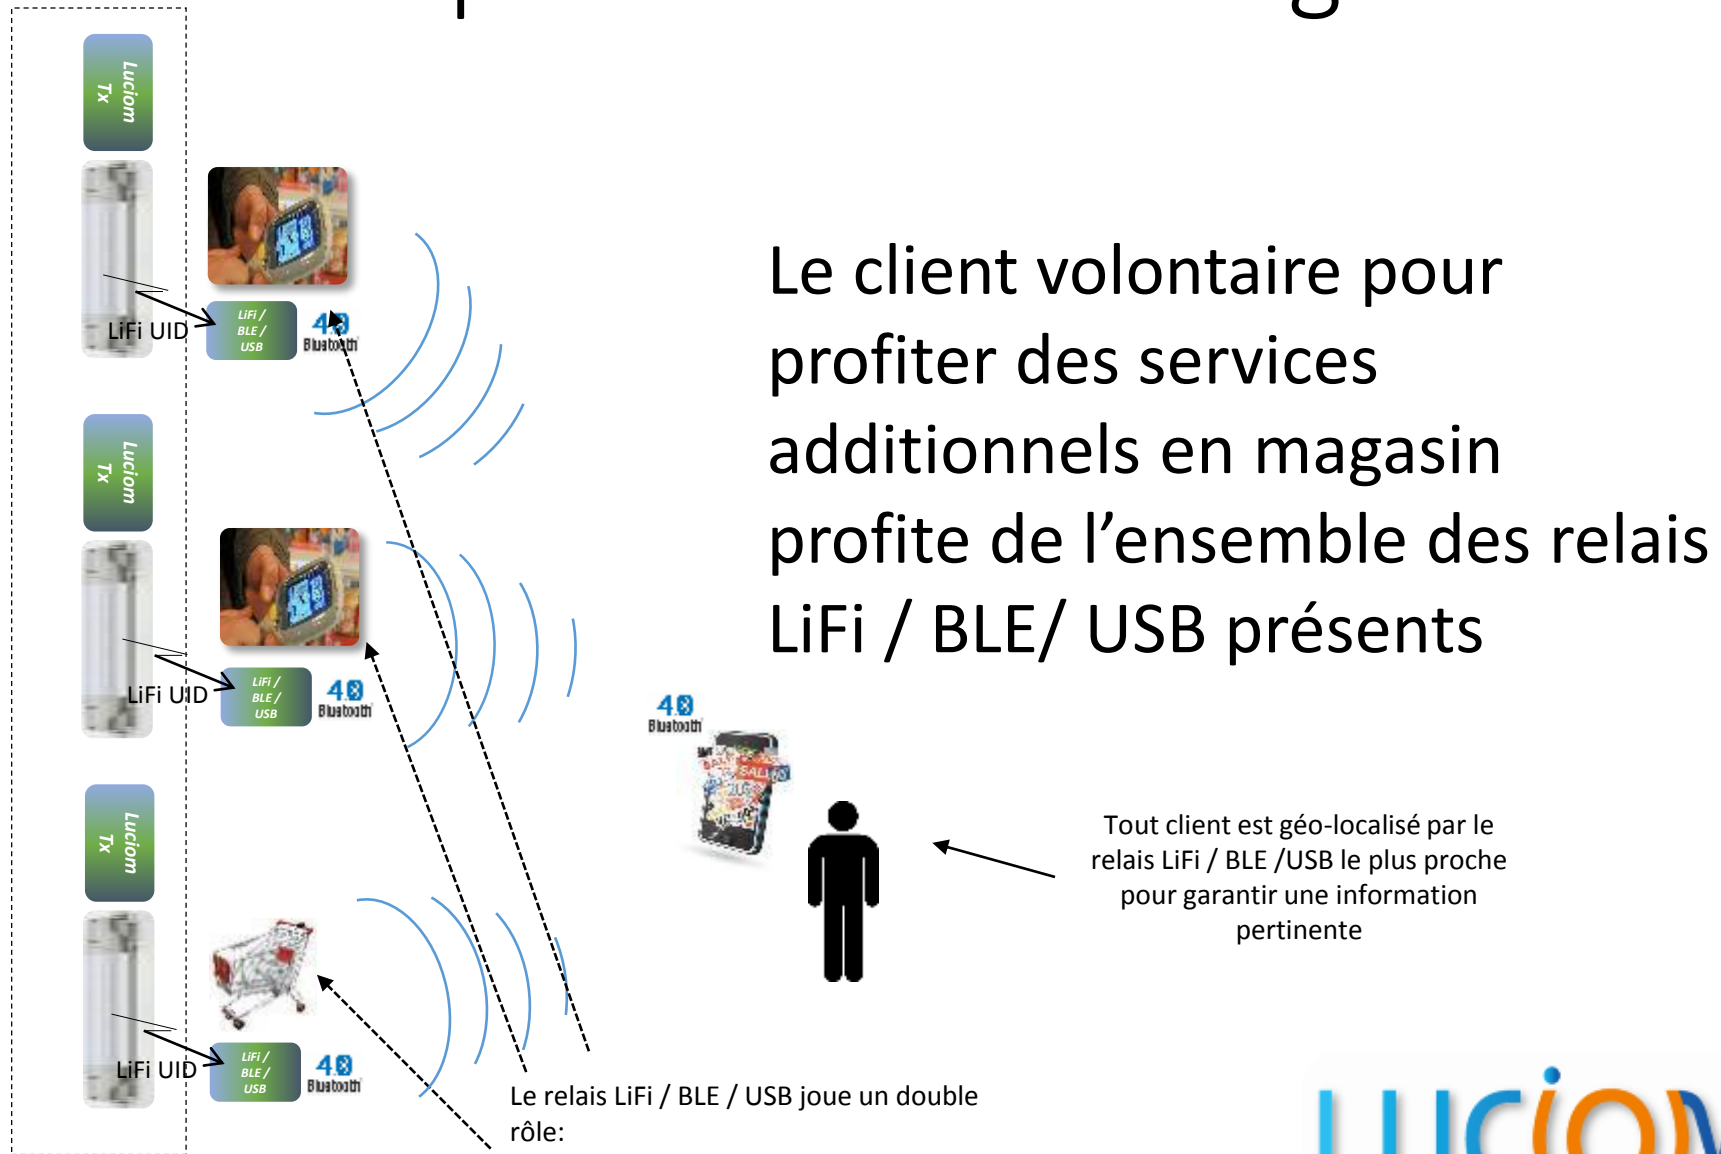 Luciom
Tx
LiFi UID
LiFi /
BLE /
USB
4.0
Bluetooth
Luciom
Tx
LiFi UID
LiFi /
BLE /
USB
4.0
Bluetooth
Luciom
Tx
LiFi UID
LiFi /
BLE /
USB
4.0
Bluetooth
Le client volontaire pour
profiter des services
additionnels en magasin
profite de l’ensemble des relais
LiFi / BLE/ USB présents
4.0
Bluetooth
SALE
Tout client est géo-localisé par le
relais LiFi / BLE /USB le plus proche
pour garantir une information
pertinente
Le relais LiFi / BLE / USB joue un double
rôle: